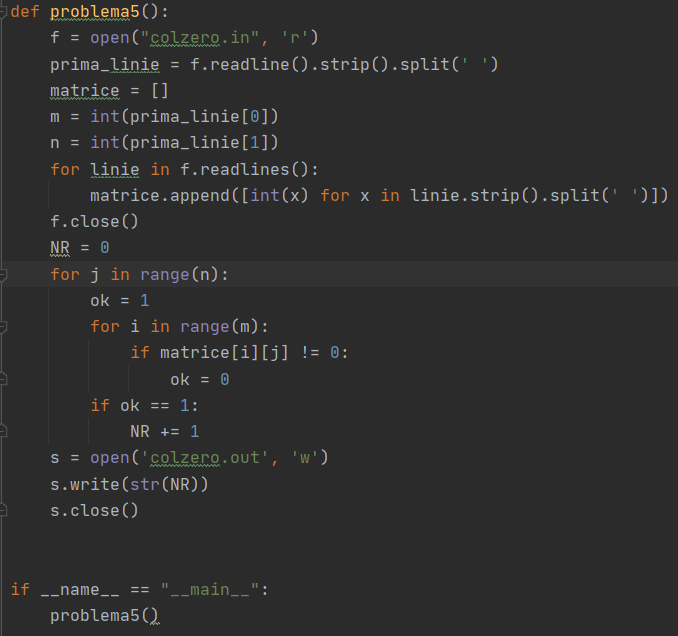 def problema5():
    f = open("colzero.in", 'r')
    prima_linie = f.readline().strip().split(' ')
    matrice = []
    m = int(prima_linie[0])
    n = int(prima_linie[1])
    for linie in f.readlines():
        matrice.append([int(x) for x in linie.strip().split(' ')])
    f.close()
    NR = 0
    for j in range(n):
        ok = 1
        for i in range(m):
            if matrice[i][j] != 0:
                ok = 0
        if ok == 1:
            NR += 1
    s = open('colzero.out', 'w')
    s.write(str(NR))
    s.close()
if __name__ == "__main__":
    problema5()